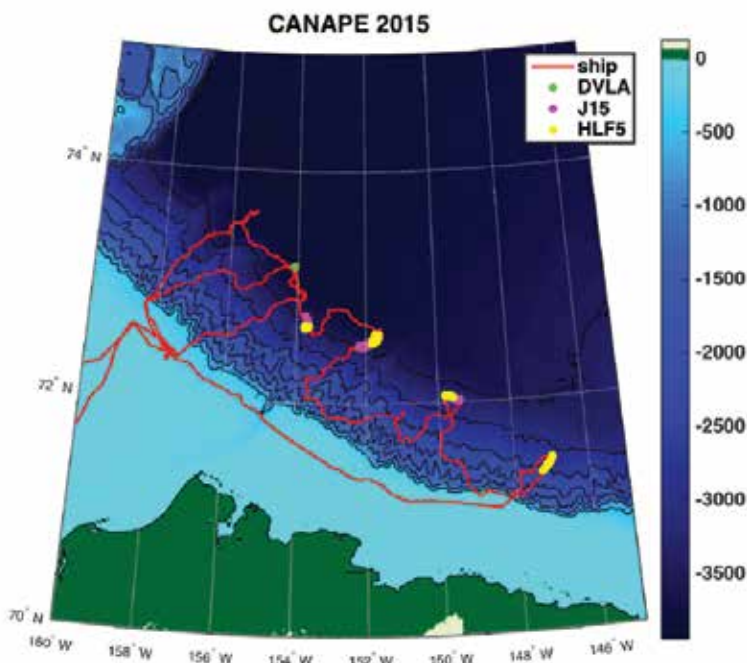 CANAPE 2015
ship
DVLA
J15
HLF5
0
-500
-1000
-1500
-2000
-2500
-3000
-3500
74° N
72° N
70° N
160° W
158° W
156° W
154° W
152° W
150° W
148° W
146° W